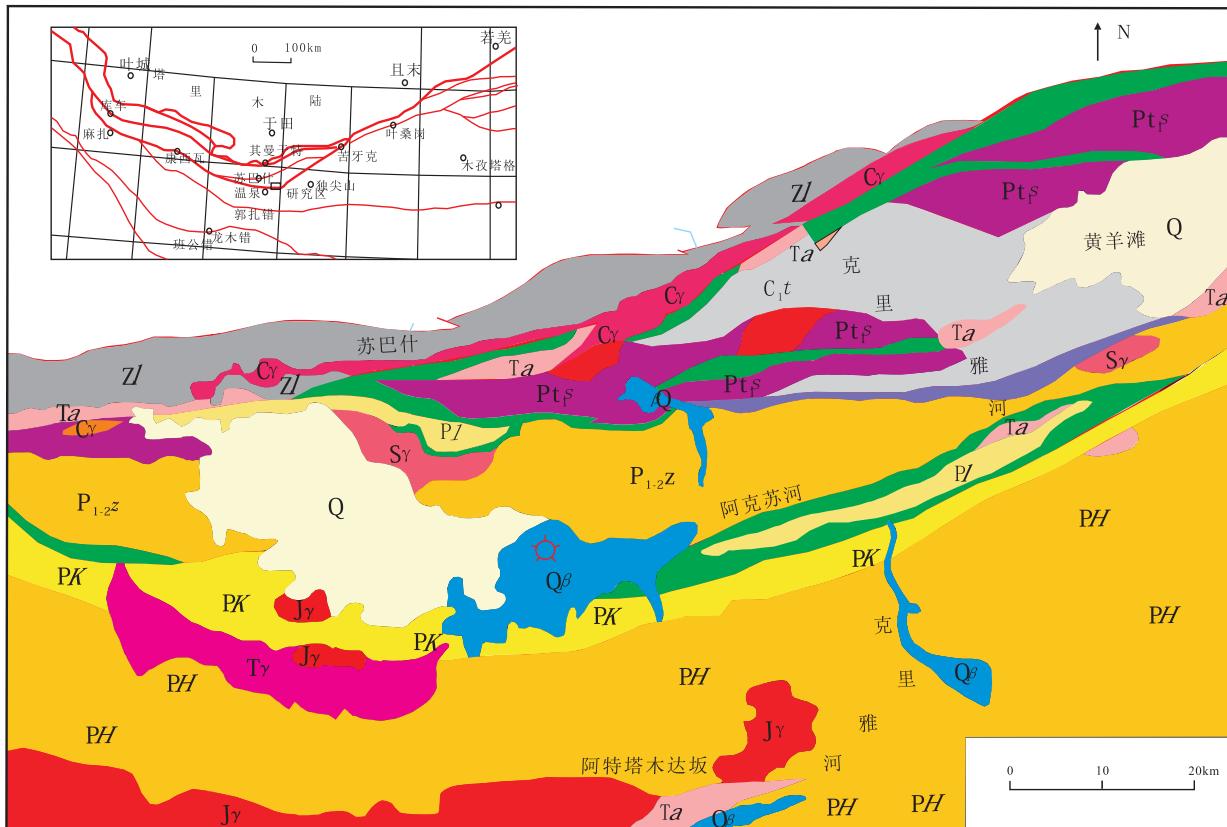 N
0 100km
若羌
叶城
塔
里
木
陆
且末
库车
麻扎
于田
叶桑岗
康西瓦
其曼于特
苦牙克
木孜塔格
苏巴什
温泉
研究区
独尖山
郭扎错
班公错
龙木错
Pt₁s
Cγ
Zl
Pt₁s
Q
黄羊滩
Ta
克
C₁t
Cγ
里
Ta
苏巴什
Cγ
Pt₁s
Ta
Ta
雅
Sγ
Zl
Cγ
Zl
Pt₁s
Q
β
Pt₁s
Ta
Cγ
Pl
Sγ
河
Ta
P₁₋₂z
Q
P₁₋₂z
阿克苏河
Pl
PH
PK
PK
Jγ
Qβ
PK
PK
PH
克
Jγ
PK
Tγ
PH
PH
里
Qβ
PH
Jγ
雅
阿特塔木达坂
河
0 10 20km
Jγ
Ta
Qβ
PH
PH